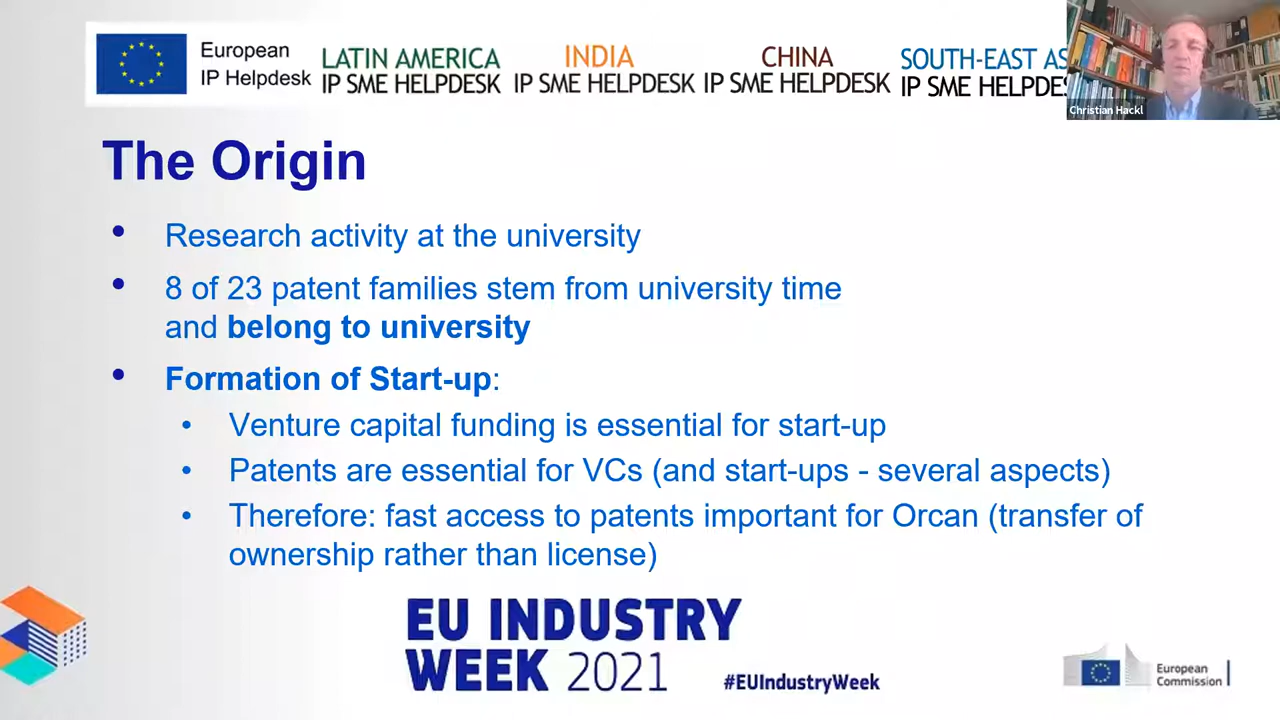 European
IP Helpdesk
LATIN AMERICA
IP SME HELPDESK
INDIA
IP SME HELPDESK
CHINA
IP SME HELPDESK
SOUTH-EAST AS
IP SME HELPDES
Christian Hackl
The Origin
• Research activity at the university
• 8 of 23 patent families stem from university time
and belong to university
• Formation of Start-up:
• Venture capital funding is essential for start-up
• Patents are essential for VCs (and start-ups - several aspects)
• Therefore: fast access to patents important for Orcan (transfer of
ownership rather than license)
EU INDUSTRY
WEEK 2021
#EUIndustryWeek
European
Commission